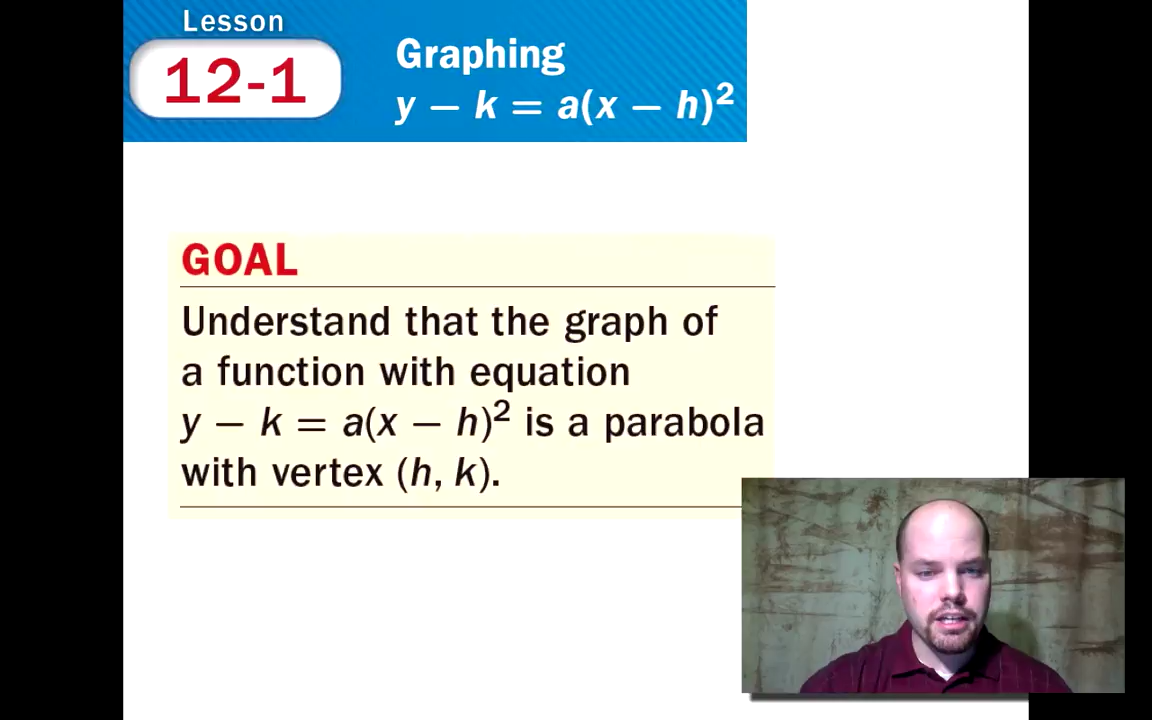 Lesson
12-1
Graphing
y – k = a(x – h)²
GOAL
Understand that the graph of
a function with equation
y – k = a(x – h)² is a parabola
with vertex (h, k).